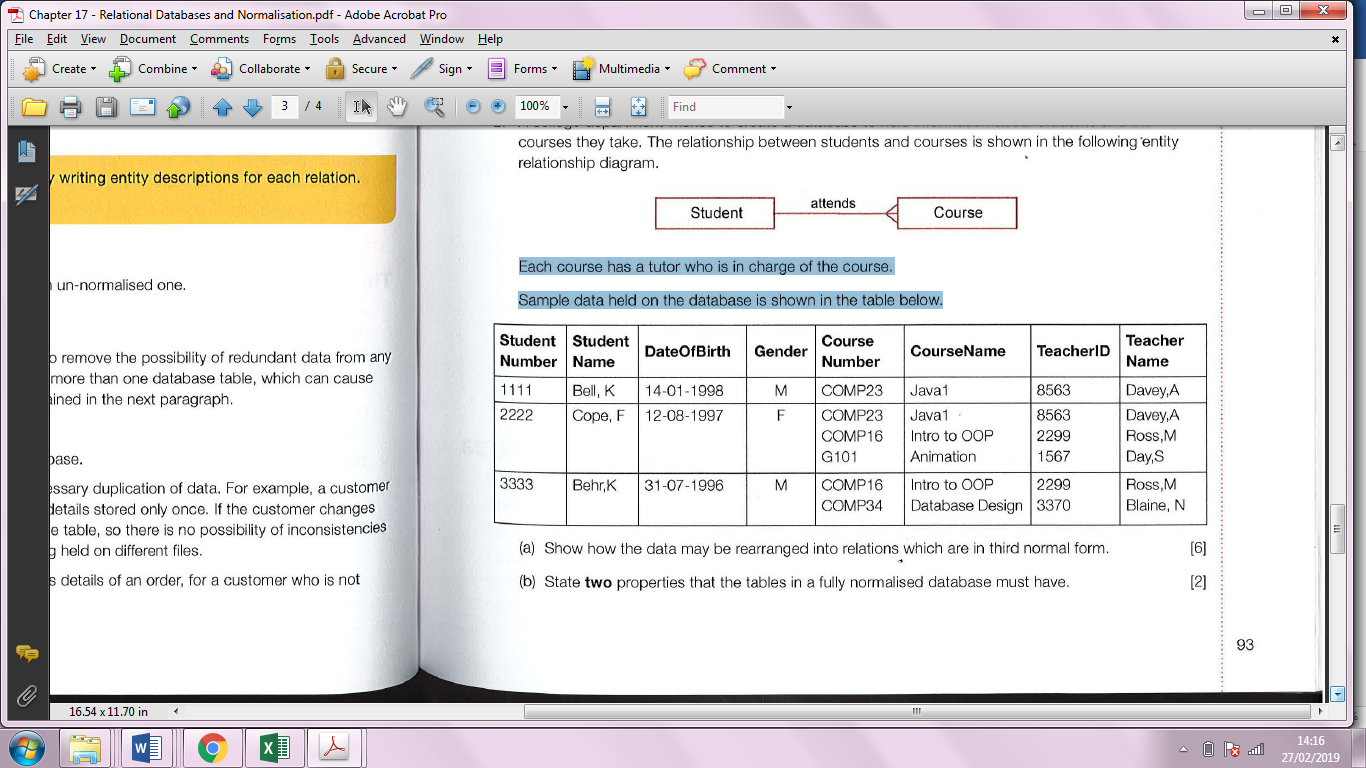 Chapter 17 - Relational Databases and Normalisation.pdf - Adobe Acrobat Pro
File Edit View Document Comments Forms Tools Advanced Window Help
Create Combine Collaborate Secure Sign Forms Multimedia Comment
3 / 4 100% Find
courses they take. The relationship between students and courses is shown in the following entity
relationship diagram.
y writing entity descriptions for each relation.
Student attends Course
Each course has a tutor who is in charge of the course.
un-normalised one.
Sample data held on the database is shown in the table below.
Student Number Student Name DateOfBirth Gender Course Number CourseName TeacherID Teacher Name
1111 Bell, K 14-01-1998 M COMP23 Java1 8563 Davey,A
2222 Cope, F 12-08-1997 F COMP23 Java1 8563 Davey,A
COMP16 Intro to OOP 2299 Ross,M
G101 Animation 1567 Day,S
3333 Behr,K 31-07-1996 M COMP16 Intro to OOP 2299 Ross,M
COMP34 Database Design 3370 Blaine, N
o remove the possibility of redundant data from any
more than one database table, which can cause
ained in the next paragraph.
base.
essary duplication of data. For example, a customer
details stored only once. If the customer changes
e table, so there is no possibility of inconsistencies
g held on different files.
s details of an order, for a customer who is not
(a) Show how the data may be rearranged into relations which are in third normal form. [6]
(b) State two properties that the tables in a fully normalised database must have. [2]
93
16.54 x 11.70 in
14:16
27/02/2019